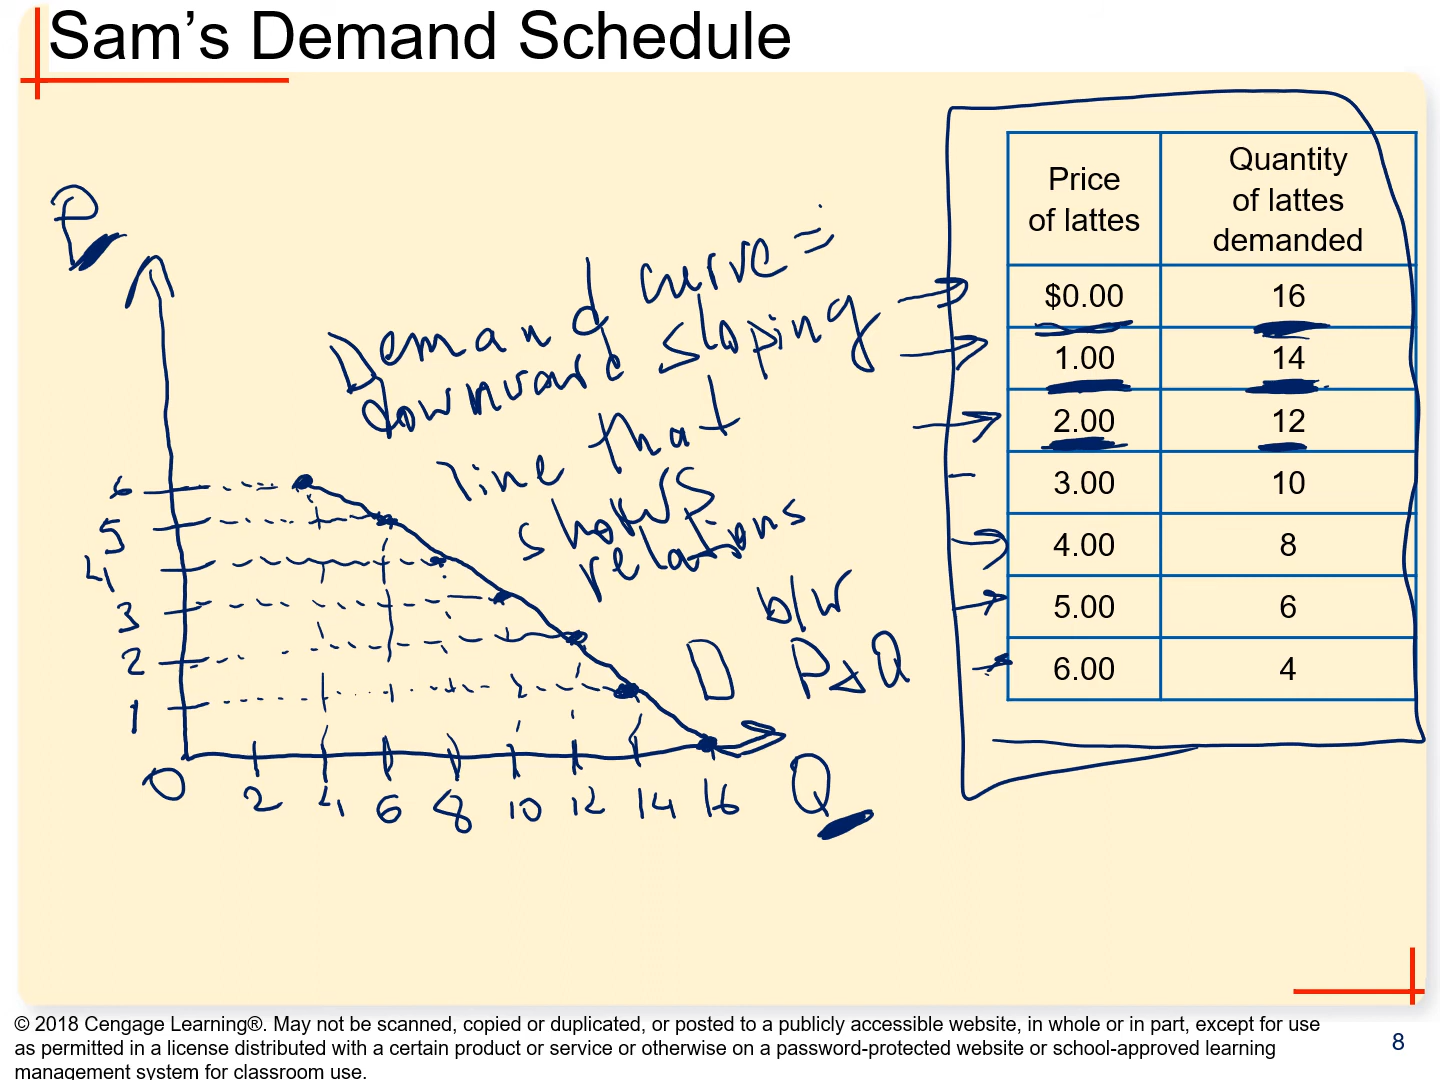 Sam’s Demand Schedule
P
Demand curve =
downward sloping
line that
shows
relations
b/w
P & Q
D
6
5
4
3
2
1
0
2 4 6 8 10 12 14 16
Q
Price of lattes
Quantity of lattes demanded
$0.00 16
1.00 14
2.00 12
3.00 10
4.00 8
5.00 6
6.00 4
© 2018 Cengage Learning®. May not be scanned, copied or duplicated, or posted to a publicly accessible website, in whole or in part, except for use
as permitted in a license distributed with a certain product or service or otherwise on a password-protected website or school-approved learning
management system for classroom use.
8